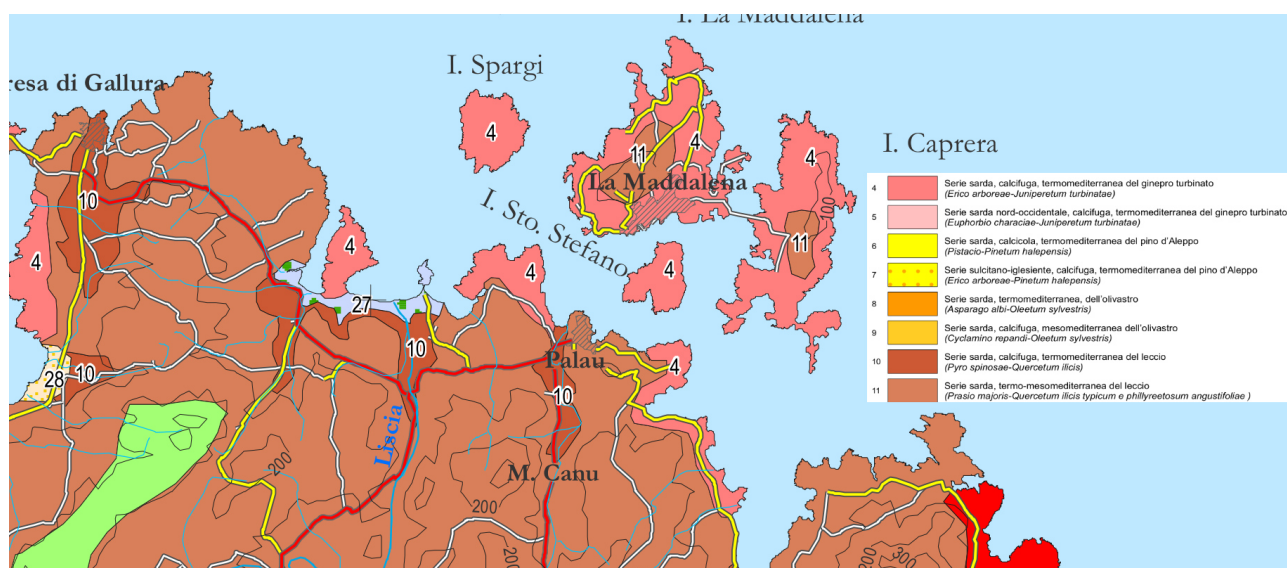 I. La Maddalena
I. Spargi
resa di Gallura
4
4
11
4
I. Caprera
La Maddalena
10
I. Sto. Stefano
100
11
4
4
4
4
27
10
Palau
4
28
10
10
Liscia
200
M. Canu
200
200
200
300
4 Serie sarda, calcifuga, termomediterranea del ginepro turbinato
(Erico arboreae-Juniperetum turbinatae)
5 Serie sarda nord-occidentale, calcifuga, termomediterranea del ginepro turbinato
(Euphorbio characiae-Juniperetum turbinatae)
6 Serie sarda, calcicola, termomediterranea del pino d'Aleppo
(Pistacio-Pinetum halepensis)
7 Serie sulcitano-iglesiente, calcifuga, termomediterranea del pino d'Aleppo
(Erico arboreae-Pinetum halepensis)
8 Serie sarda, termomediterranea, dell'olivastro
(Asparago albi-Oleetum sylvestris)
9 Serie sarda, calcifuga, mesomediterranea dell'olivastro
(Cyclamino repandi-Oleetum sylvestris)
10 Serie sarda, calcifuga, termomediterranea del leccio
(Pyro spinosae-Quercetum ilicis)
11 Serie sarda, termo-mesomediterranea del leccio
(Prasio majoris-Quercetum ilicis typicum e phillyreetosum angustifoliae )